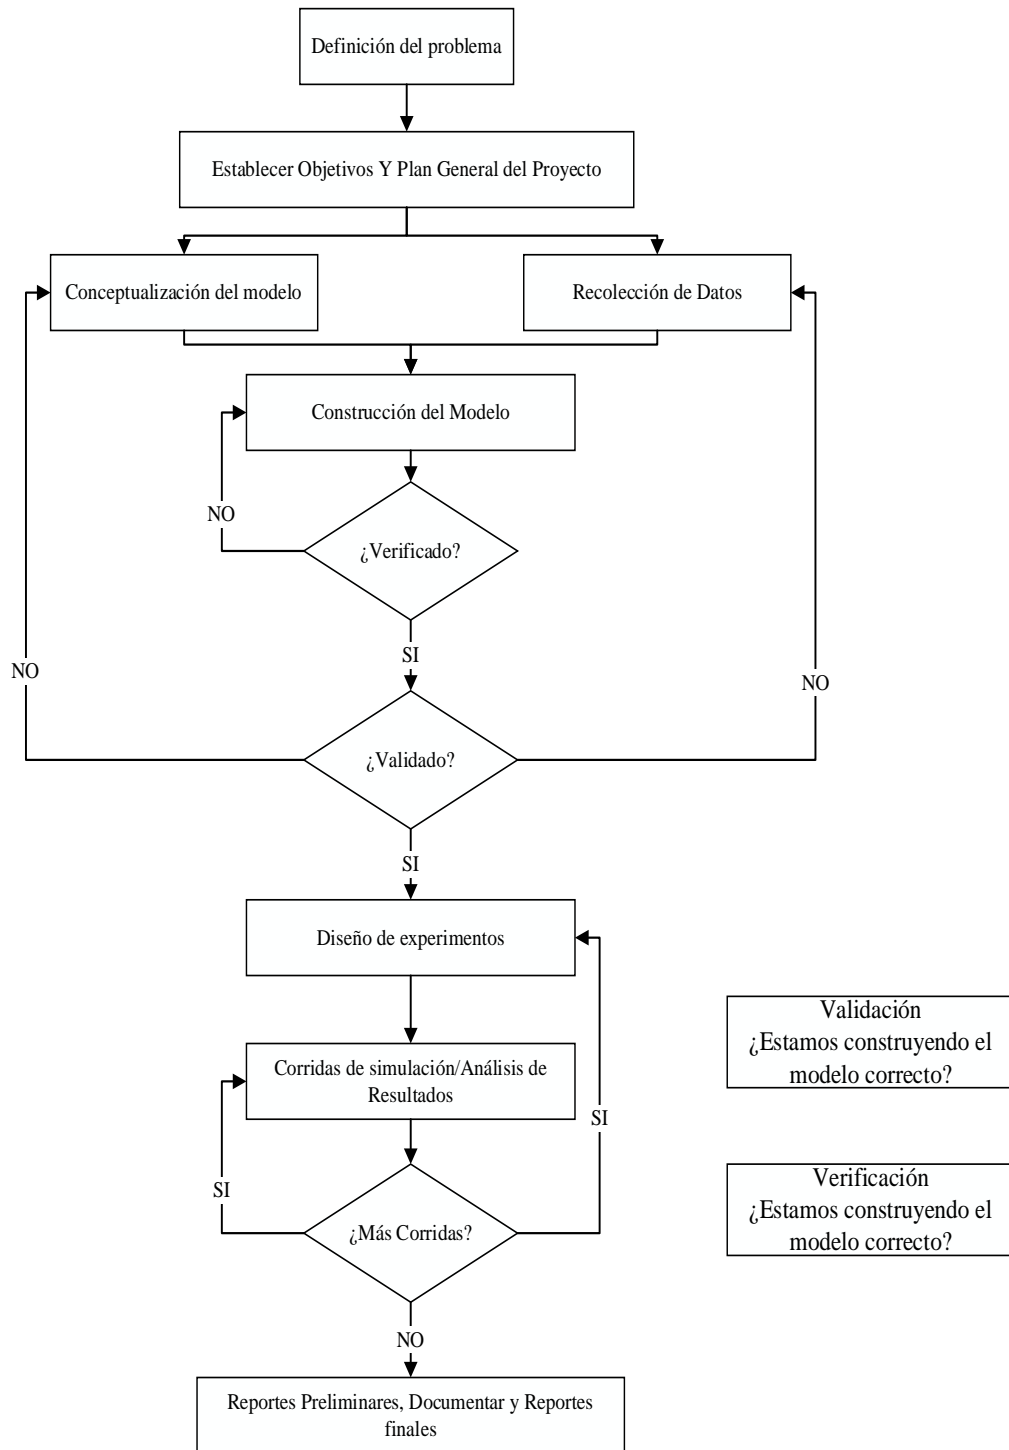 Definición del problema
Establecer Objetivos Y Plan General del Proyecto
Conceptualización del modelo
Recolección de Datos
Construcción del Modelo
NO
¿Verificado?
SI
NO
NO
¿Validado?
SI
Diseño de experimentos
Validación
¿Estamos construyendo el
modelo correcto?
Corridas de simulación/Análisis de
Resultados
SI
SI
¿Más Corridas?
Verificación
¿Estamos construyendo el
modelo correcto?
NO
Reportes Preliminares, Documentar y Reportes
finales